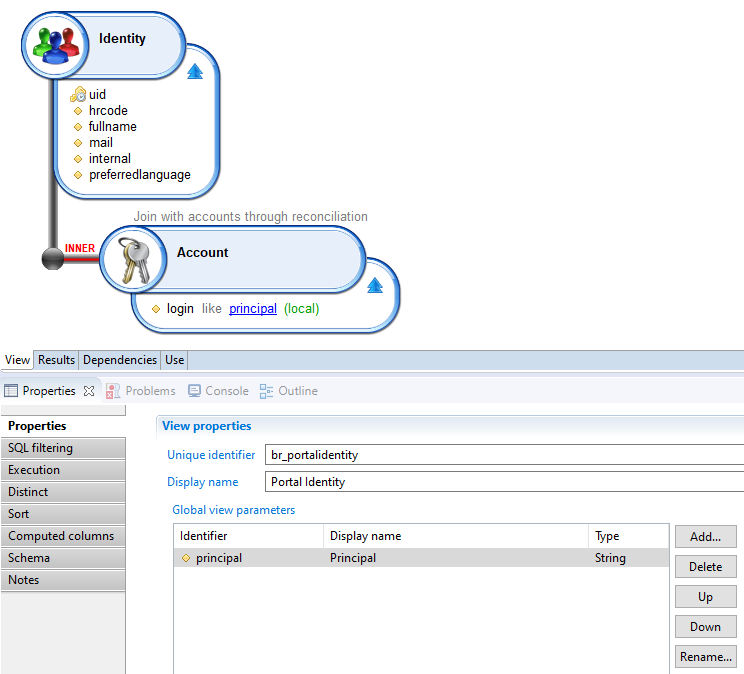 Identity
uid
hrcode
fullname
mail
internal
preferredlanguage
Join with accounts through reconciliation
INNER
Account
login like principal (local)
View Results Dependencies Use
Properties Problems Console Outline
Properties
SQL filtering
Execution
Distinct
Sort
Computed columns
Schema
Notes
View properties
Unique identifier br_portalidentity
Display name Portal Identity
Global view parameters
Identifier Display name Type
principal Principal String
Add...
Delete
Up
Down
Rename...